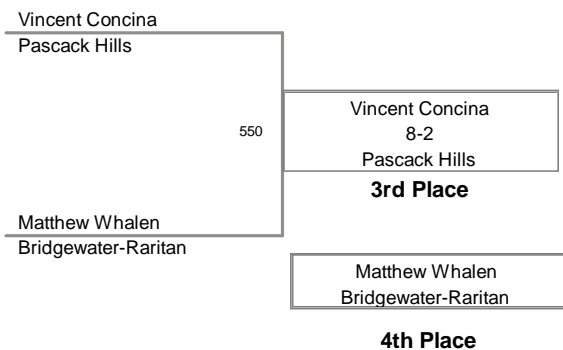 Vincent Concina
Pascack Hills
550
Vincent Concina
8-2
Pascack Hills
3rd Place
Matthew Whalen
Bridgewater-Raritan
Matthew Whalen
Bridgewater-Raritan
4th Place